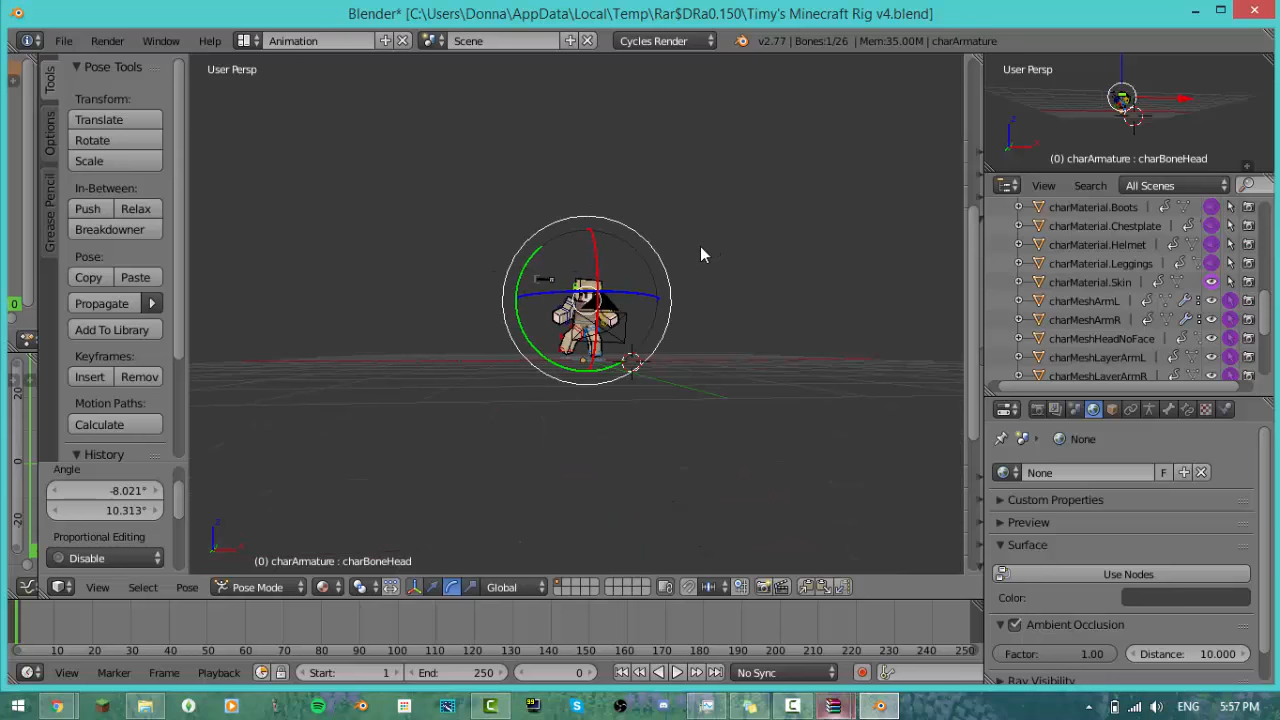 Blender* [C:\Users\Donna\AppData\Local\Temp\Rar$DRa0.150\Timy's Minecraft Rig v4.blend]
File Render Window Help Animation Scene Cycles Render v2.77 | Bones:1/26 | Mem:35.00M | charArmature
Tools
Options
Grease Pencil
Pose Tools
Transform:
Translate
Rotate
Scale
In-Between:
Push Relax
Breakdowner
Pose:
Copy Paste
Propagate
Add To Library
Keyframes:
Insert Remov
Motion Paths:
Calculate
History
Angle
-8.021°
10.313°
Proportional Editing
Disable
0
20
0
-20
User Persp
z
(0) charArmature : charBoneHead
View Select Pose Pose Mode Global
10 20 30 40 50 60 70 80 90 100 110 120 130 140 150 160 170 180 190 200 210 220 230 240 250
View Marker Frame Playback Start: 1 End: 250 0 No Sync
User Persp
z
(0) charArmature : charBoneHead
View Search All Scenes
charMaterial.Boots
charMaterial.Chestplate
charMaterial.Helmet
charMaterial.Leggings
charMaterial.Skin
charMeshArmL
charMeshArmR
charMeshHeadNoFace
charMeshLayerArmL
charMeshLayerArmR
None
None F
Custom Properties
Preview
Surface
Use Nodes
Color:
Ambient Occlusion
Factor: 1.00 Distance: 10.000
Ray Visibility
5:57 PM